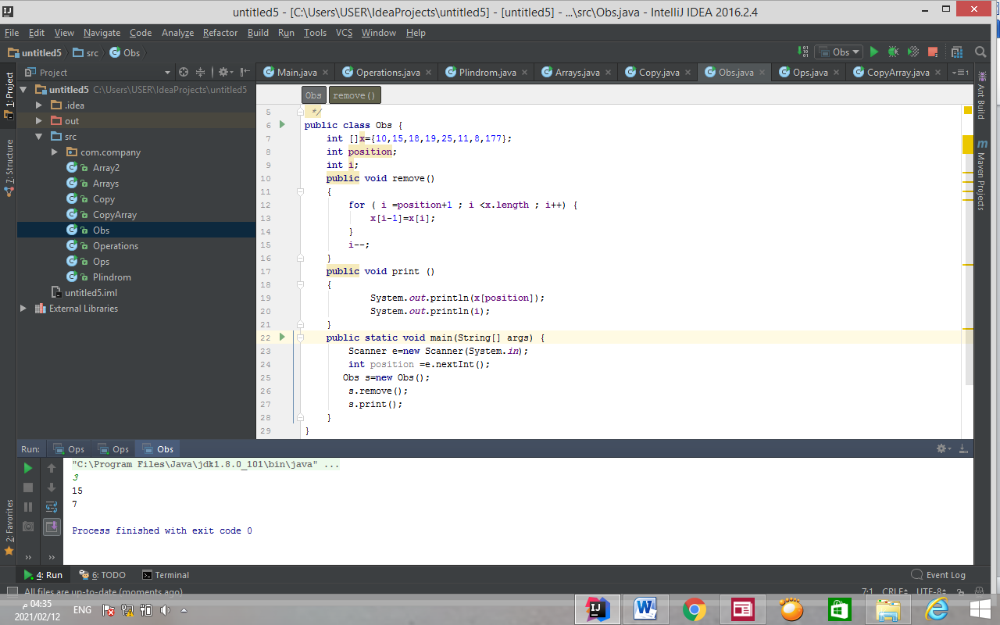 untitled5 - [C:\Users\USER\IdeaProjects\untitled5] - [untitled5] - ...\src\Obs.java - IntelliJ IDEA 2016.2.4
File Edit View Navigate Code Analyze Refactor Build Run Tools VCS Window Help
untitled5 src Obs
Obs
Project
Main.java Operations.java Plindrom.java Arrays.java Copy.java Obs.java Ops.java CopyArray.java
1: Project
7: Structure
2: Favorites
untitled5 C:\Users\USER\IdeaProjects\untitled5
.idea
out
src
com.company
Array2
Arrays
Copy
CopyArray
Obs
Operations
Ops
Plindrom
untitled5.iml
External Libraries
Obs remove()
5 */
6 public class Obs {
7 int []x={10,15,18,19,25,11,8,177};
8 int position;
9 int i;
10 public void remove()
11 {
12 for ( i =position+1 ; i <x.length ; i++) {
13 x[i-1]=x[i];
14 }
15 i--;
16 }
17 public void print ()
18 {
19 System.out.println(x[position]);
20 System.out.println(i);
21 }
22 public static void main(String[] args) {
23 Scanner e=new Scanner(System.in);
24 int position =e.nextInt();
25 Obs s=new Obs();
26 s.remove();
27 s.print();
28 }
29 }
Ant Build
m Maven Projects
Run: Ops Ops Obs
"C:\Program Files\Java\jdk1.8.0_101\bin\java" ...
3
15
7
Process finished with exit code 0
4: Run 6: TODO Terminal Event Log
All files are up-to-date (moments ago) 7:1 CRLF UTF-8
04:35 م
2021/02/12
ENG